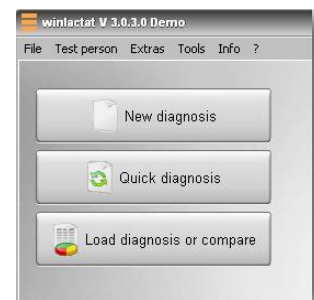 winlactat V 3.0.3.0 Demo
File Test person Extras Tools Info ?
New diagnosis
Quick diagnosis
Load diagnosis or compare